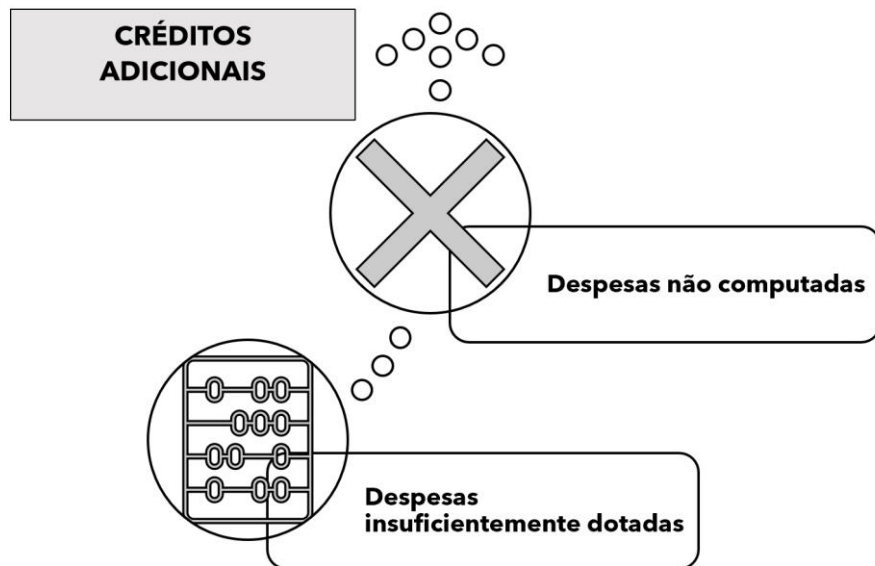 CRÉDITOS
ADICIONAIS
Despesas não computadas
Despesas
insuficientemente dotadas